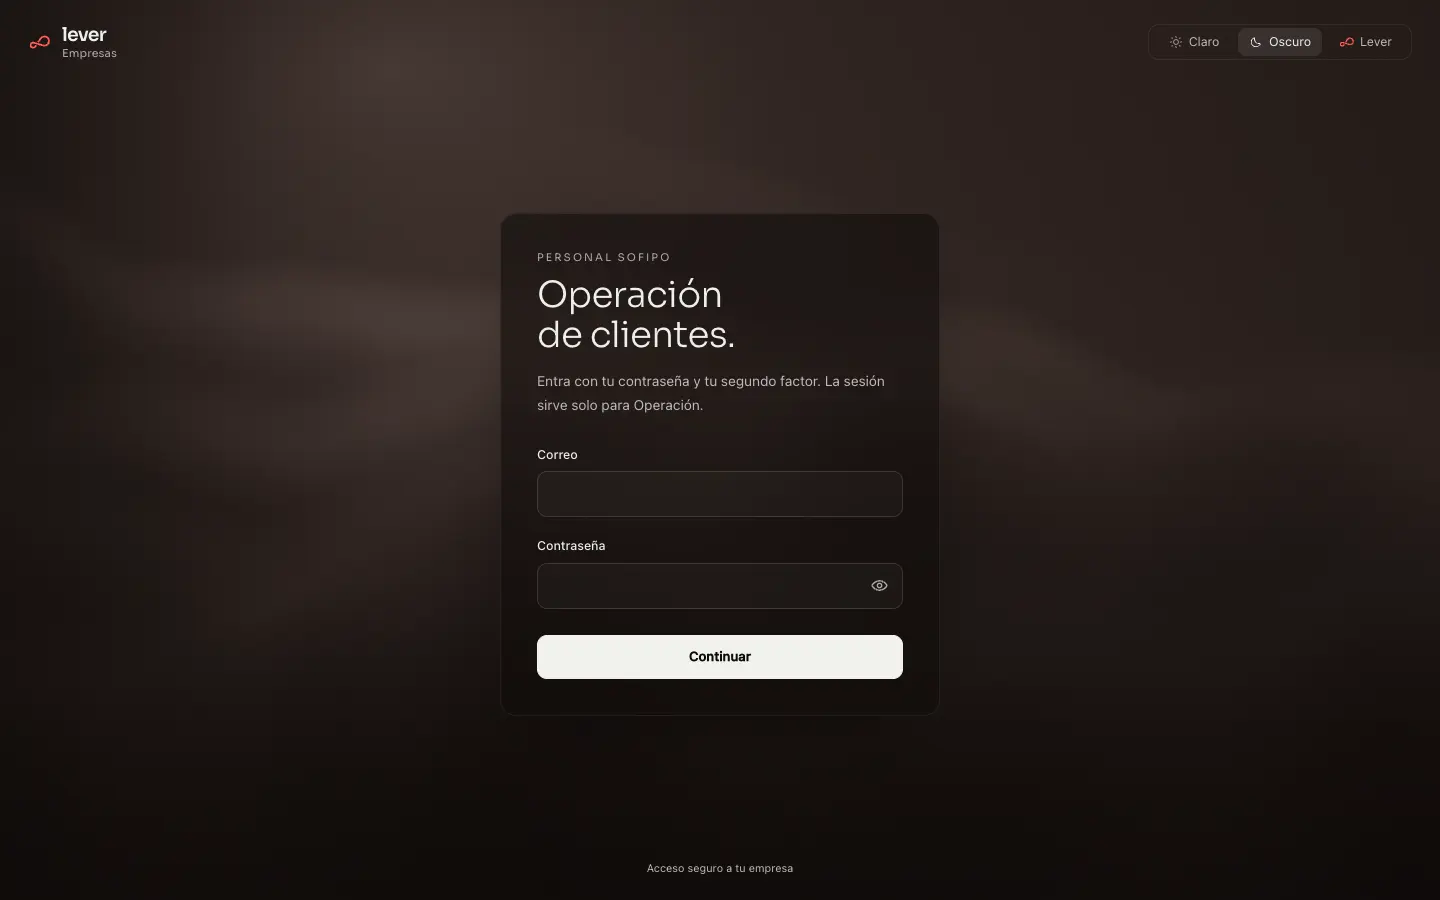 lever
Empresas
Claro
Oscuro
Lever
PERSONAL SOFIPO
Operación
de clientes.
Entra con tu contraseña y tu segundo factor. La sesión
sirve solo para Operación.
Correo
Contraseña
Continuar
Acceso seguro a tu empresa